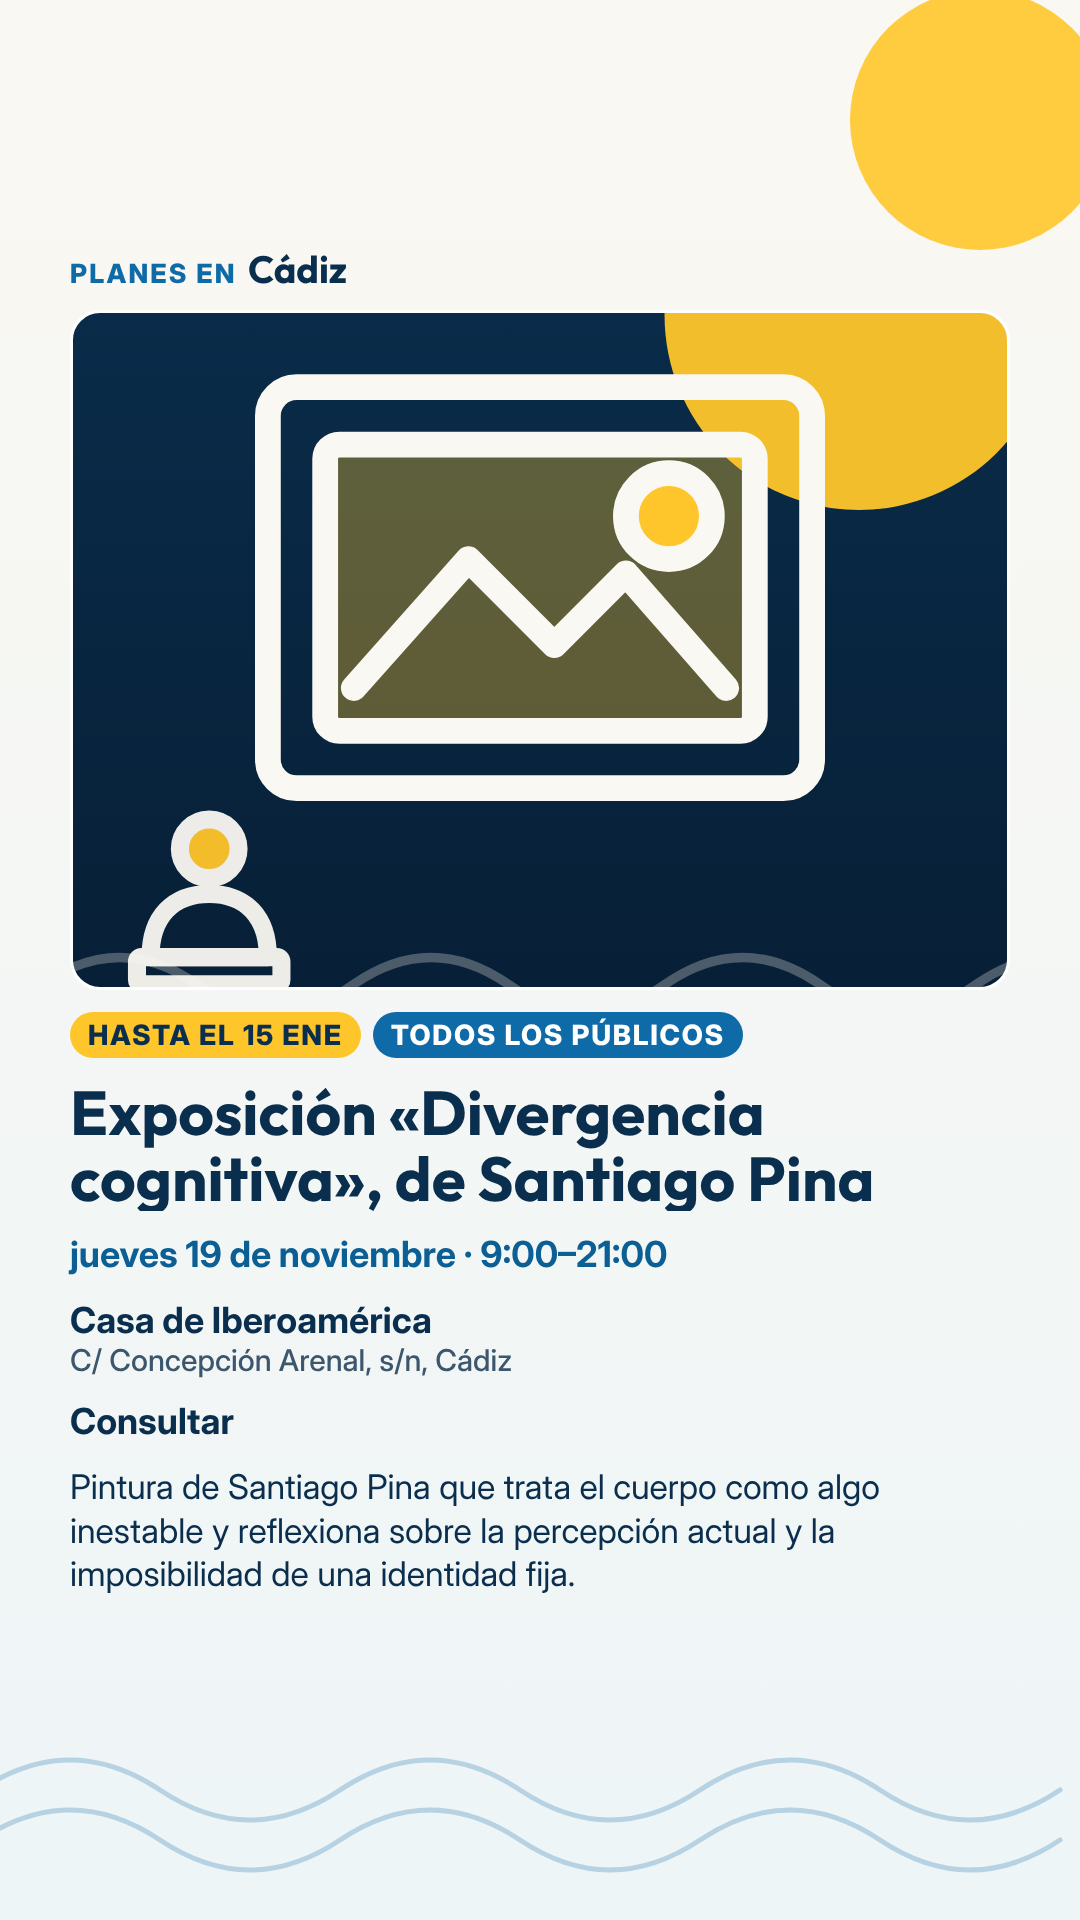 PLANES EN Cádiz
HASTA EL 15 ENE TODOS LOS PÚBLICOS
Exposición «Divergencia
cognitiva», de Santiago Pina
jueves 19 de noviembre · 9:00–21:00
Casa de Iberoamérica
C/ Concepción Arenal, s/n, Cádiz
Consultar
Pintura de Santiago Pina que trata el cuerpo como algo
inestable y reflexiona sobre la percepción actual y la
imposibilidad de una identidad fija.